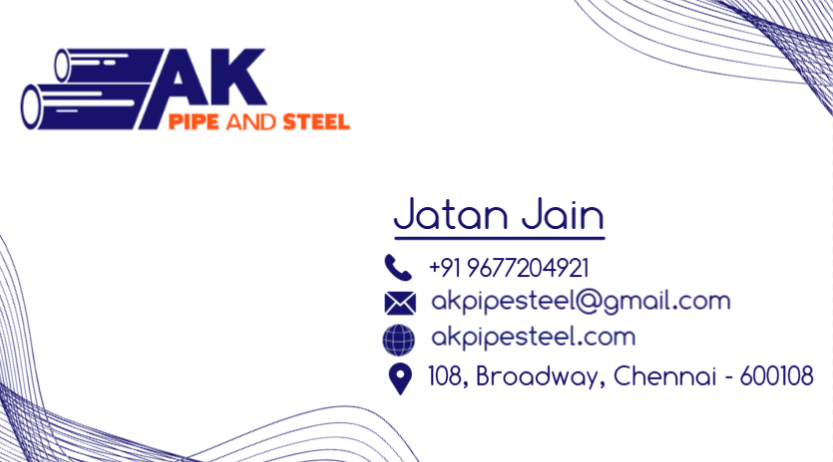 AK
PIPE AND STEEL
Jatan Jain
+91 9677204921
akpipesteel@gmail.com
akpipesteel.com
108, Broadway, Chennai - 600108